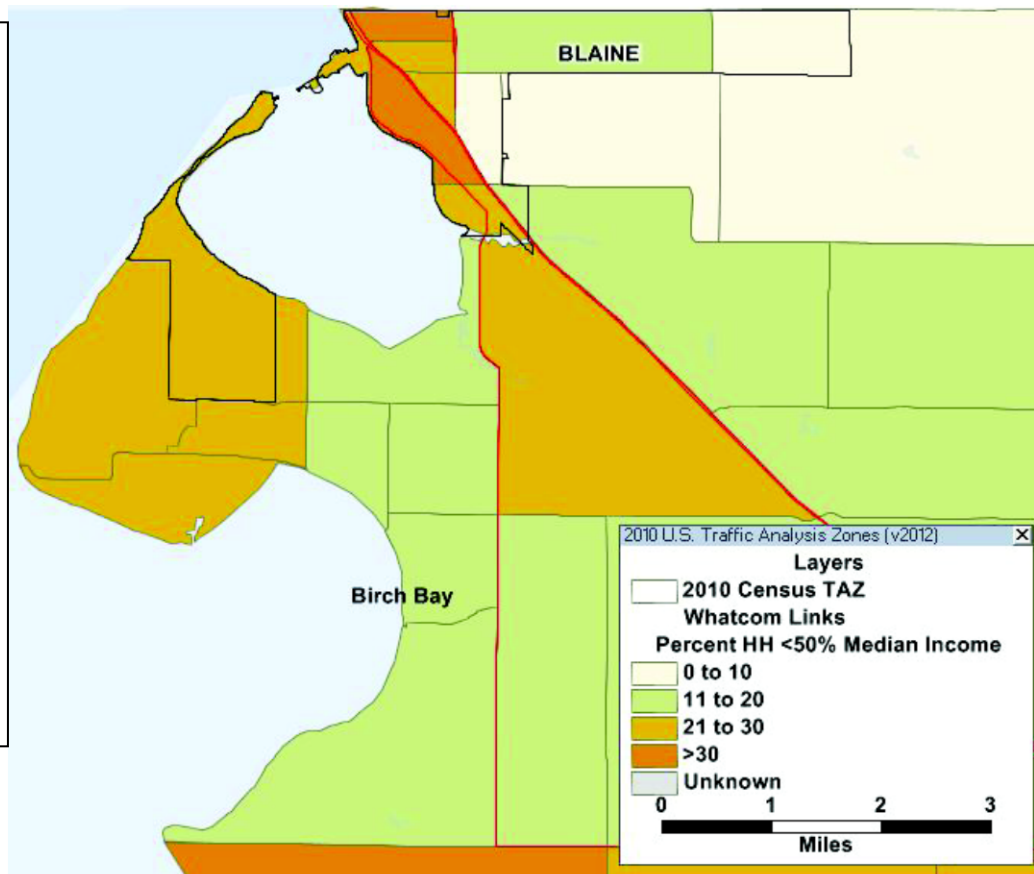 BLAINE
Birch Bay
2010 U.S. Traffic Analysis Zones (v2012)
Layers
2010 Census TAZ
Whatcom Links
Percent HH <50% Median Income
0 to 10
11 to 20
21 to 30
>30
Unknown
0 1 2 3
Miles